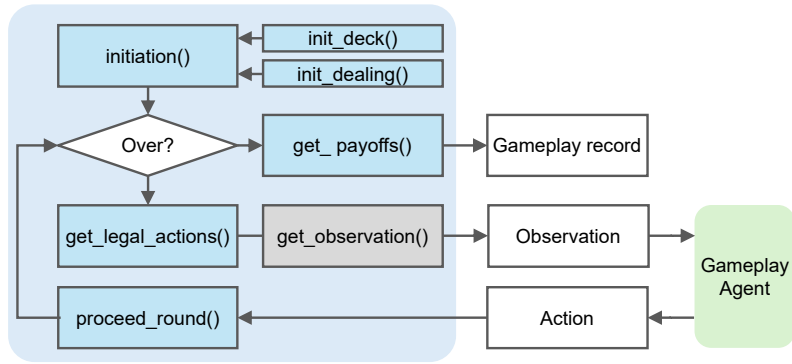 init_deck()
initiation()
init_dealing()
Over?
get_ payoffs()
Gameplay record
get_legal_actions()
get_observation()
Observation
Gameplay
Agent
proceed_round()
Action